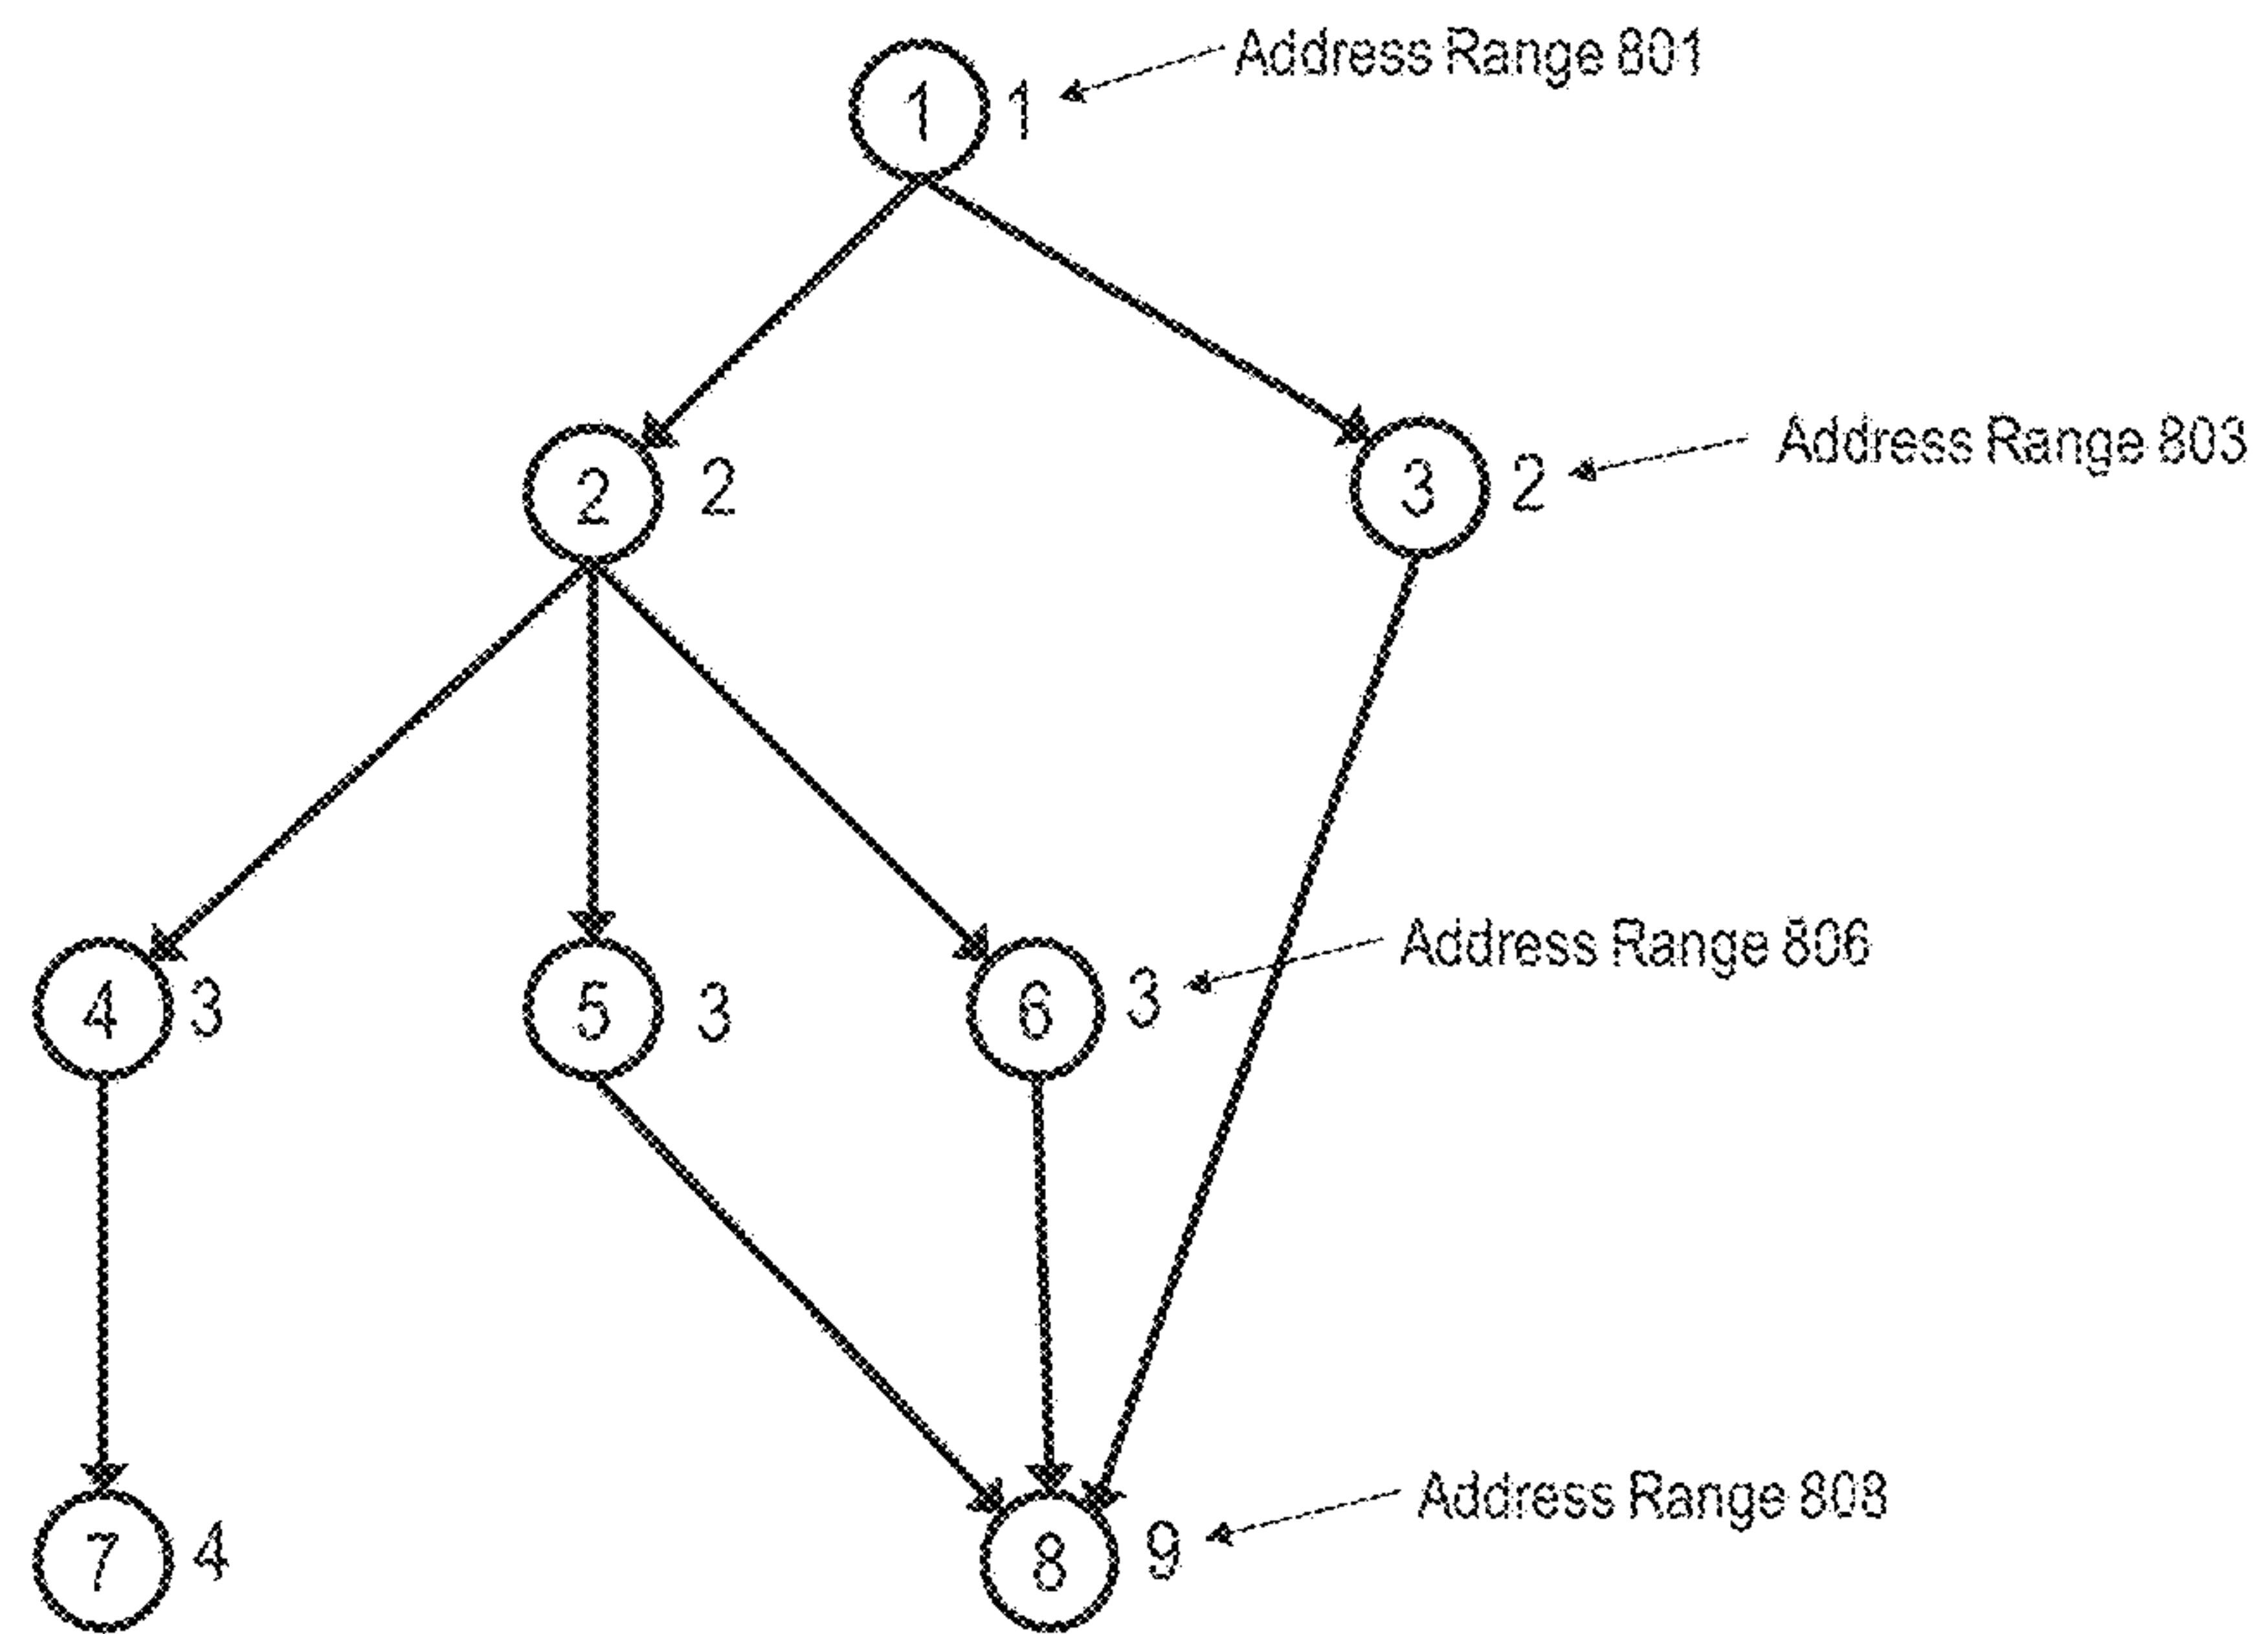 Address Range 801
1 1
2 2
3 2
Address Range 803
Address Range 806
4 3
5 3
6 3
Address Range 808
7 4
8 9